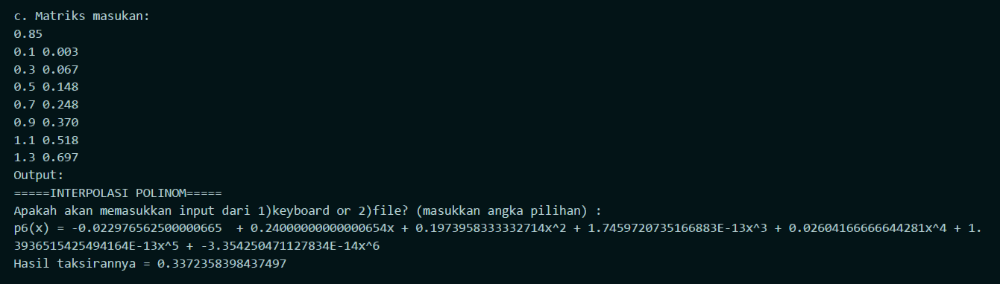 c. Matriks masukan:
0.85
0.1 0.003
0.3 0.067
0.5 0.148
0.7 0.248
0.9 0.370
1.1 0.518
1.3 0.697
Output:
=====INTERPOLASI POLINOM=====
Apakah akan memasukkan input dari 1)keyboard or 2)file? (masukkan angka pilihan) :
p6(x) = -0.022976562500000665  + 0.24000000000000654x + 0.1973958333332714x^2 + 1.7459720735166883E-13x^3 + 0.02604166666644281x^4 + 1.
3936515425494164E-13x^5 + -3.354250471127834E-14x^6
Hasil taksirannya = 0.3372358398437497